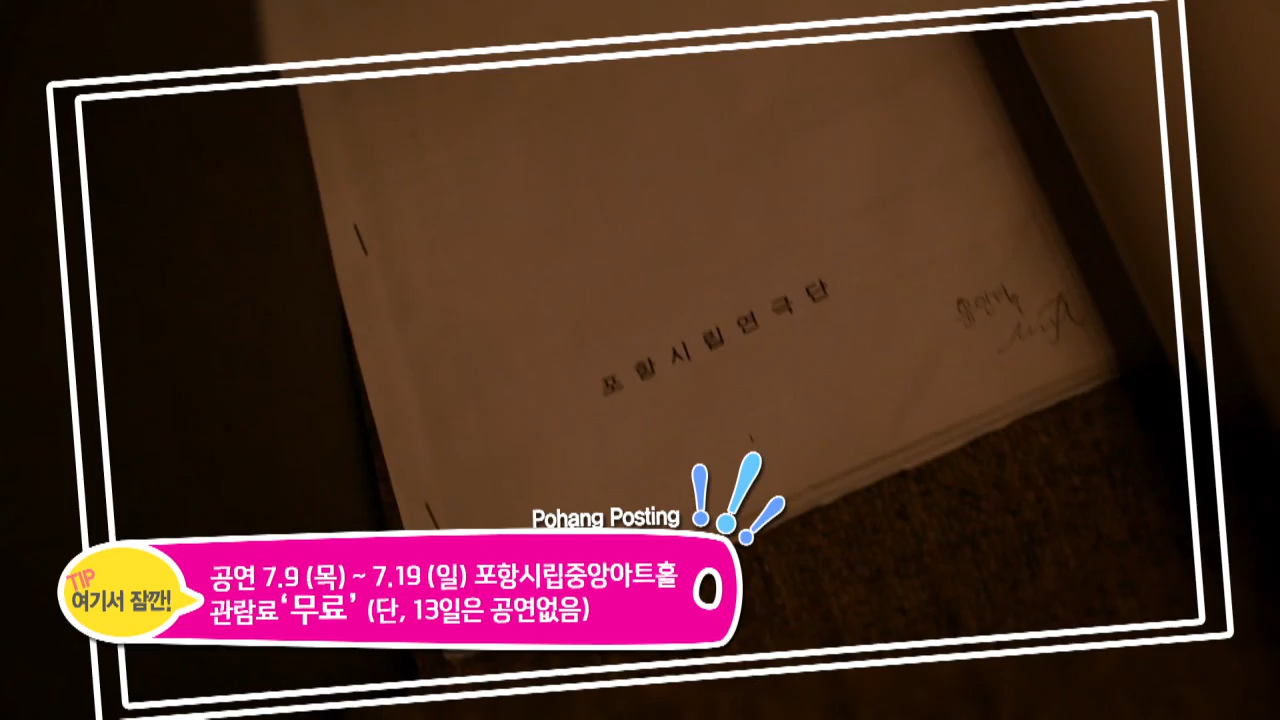 포항시립연극단
Pohang Posting
TIP
여기서 잠깐!
공연 7.9 (목) ~ 7.19 (일) 포항시립중앙아트홀
관람료 ‘무료’ (단, 13일은 공연없음)